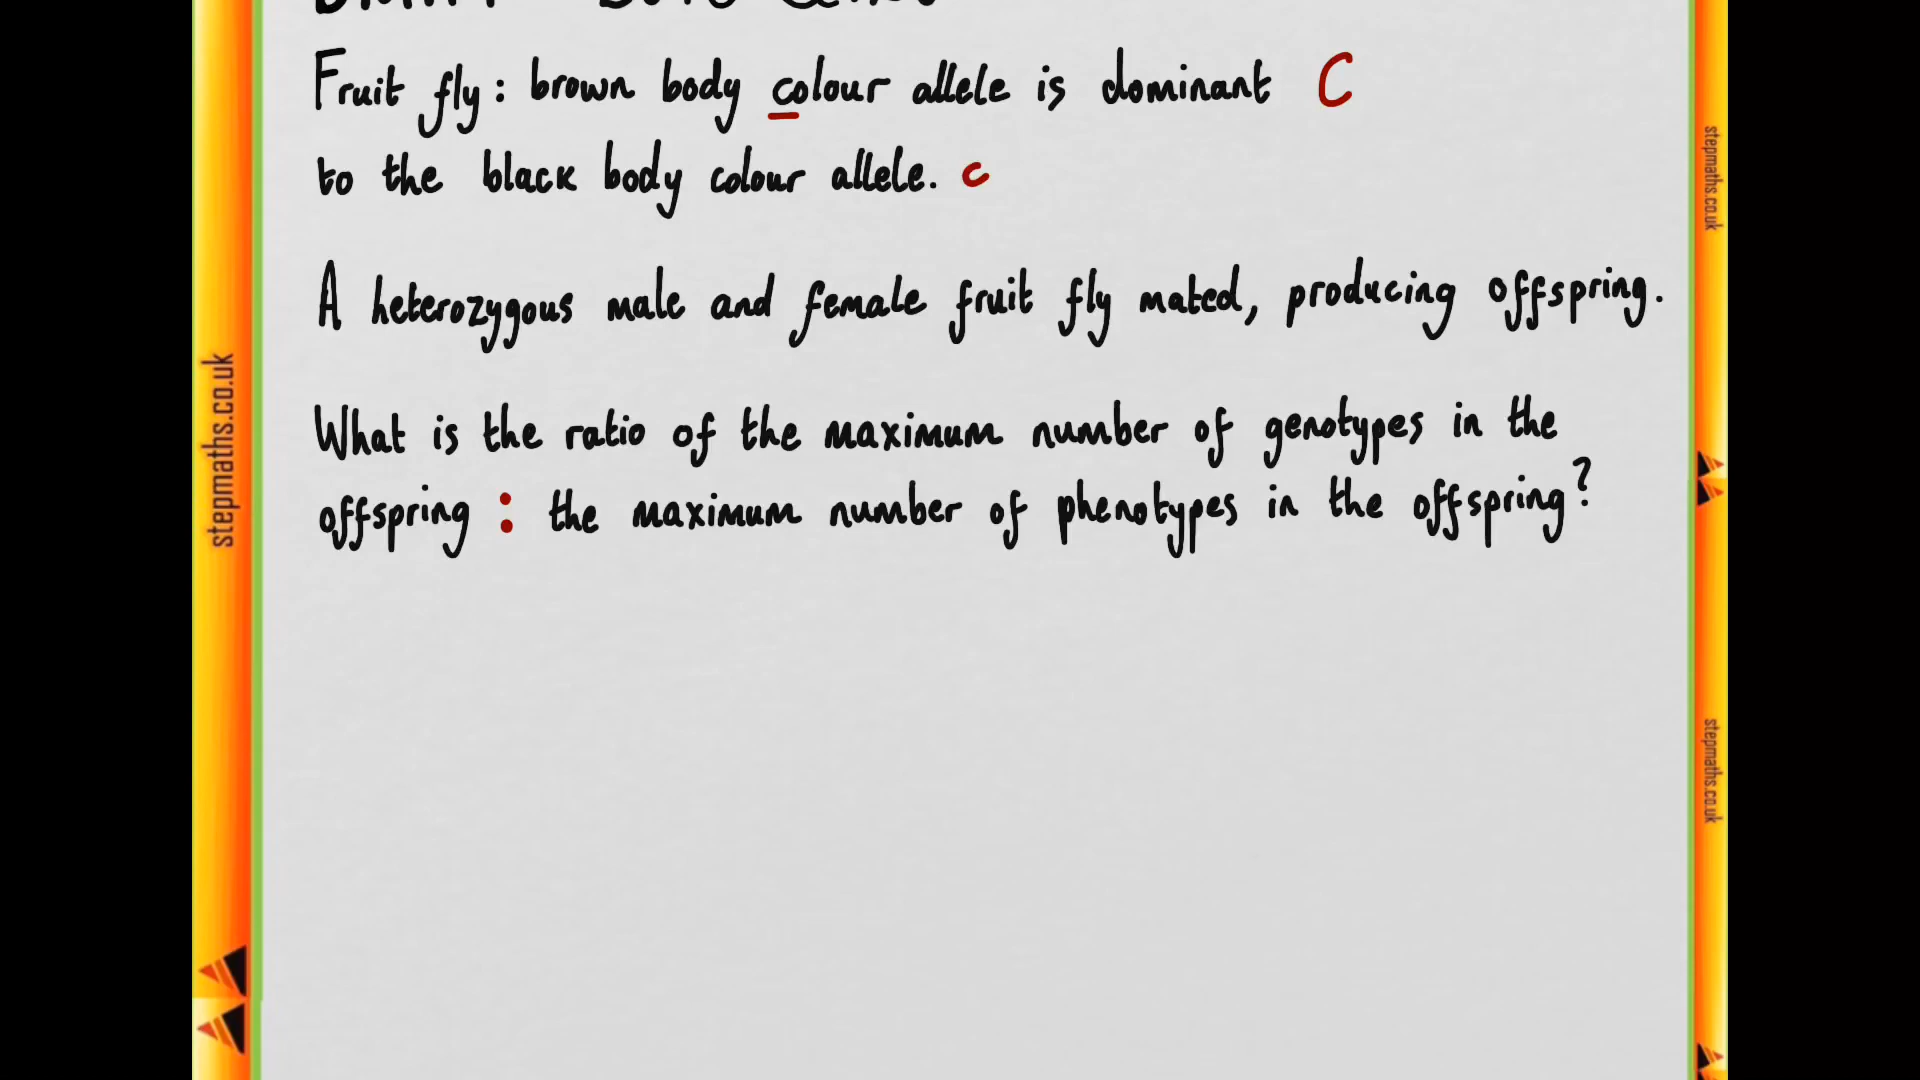 Fruit fly: brown body colour allele is dominant C
to the black body colour allele. c
A heterozygous male and female fruit fly mated, producing offspring.
What is the ratio of the maximum number of genotypes in the
offspring : the maximum number of phenotypes in the offspring?
stepmaths.co.uk
stepmaths.co.uk
stepmaths.co.uk